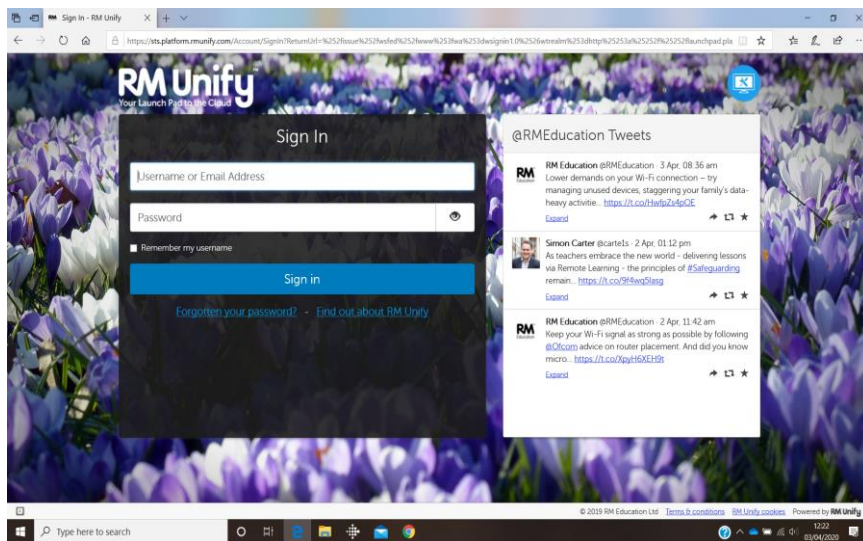 Sign In - RM Unify
https://sts.platform.rmunify.com/Account/SignIn?ReturnUrl=%252fissue%252fwsfed%252fwww%253fwa%253dwsignin1.0%2526wtrealm%253dhttp%25253a%25252f%25252flaunchpad.pla
RM Unify
Your Launch Pad to the Cloud
Sign In
Username or Email Address
Password
Remember my username
Sign in
Forgotten your password? - Find out about RM Unify
@RMEducation Tweets
RM Education @RMEducation · 3 Apr, 08:36 am
Lower demands on your Wi-Fi connection – try
managing unused devices, staggering your family's data-
heavy activitie... https://t.co/HwfpZs4pQE
Expand
Simon Carter @carte1s · 2 Apr, 01:12 pm
As teachers embrace the new world - delivering lessons
via Remote Learning - the principles of #Safeguarding
remain... https://t.co/9f4wq5lasg
Expand
RM Education @RMEducation · 2 Apr, 11:42 am
Keep your Wi-Fi signal as strong as possible by following
@Ofcom advice on router placement. And did you know
micro... https://t.co/XpyH6XEH9t
Expand
© 2019 RM Education Ltd Terms & conditions RM Unify cookies Powered by RM Unify
Type here to search
12:22
03/04/2020